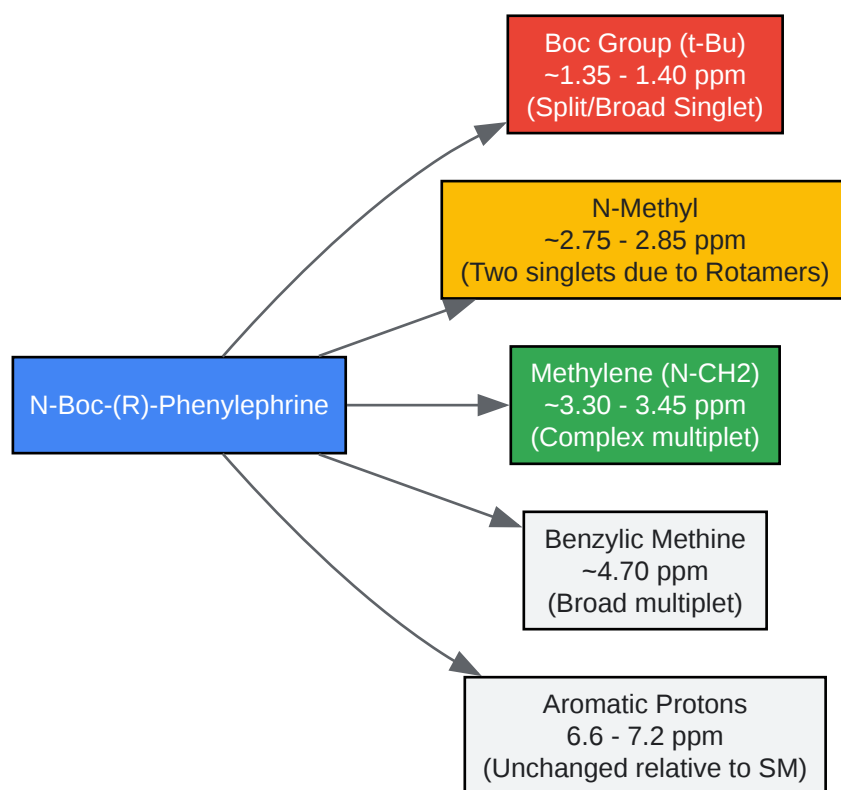 Boc Group (t-Bu)
~1.35 - 1.40 ppm
(Split/Broad Singlet)
N-Methyl
~2.75 - 2.85 ppm
(Two singlets due to Rotamers)
N-Boc-(R)-Phenylephrine
Methylene (N-CH2)
~3.30 - 3.45 ppm
(Complex multiplet)
Benzylic Methine
~4.70 ppm
(Broad multiplet)
Aromatic Protons
6.6 - 7.2 ppm
(Unchanged relative to SM)